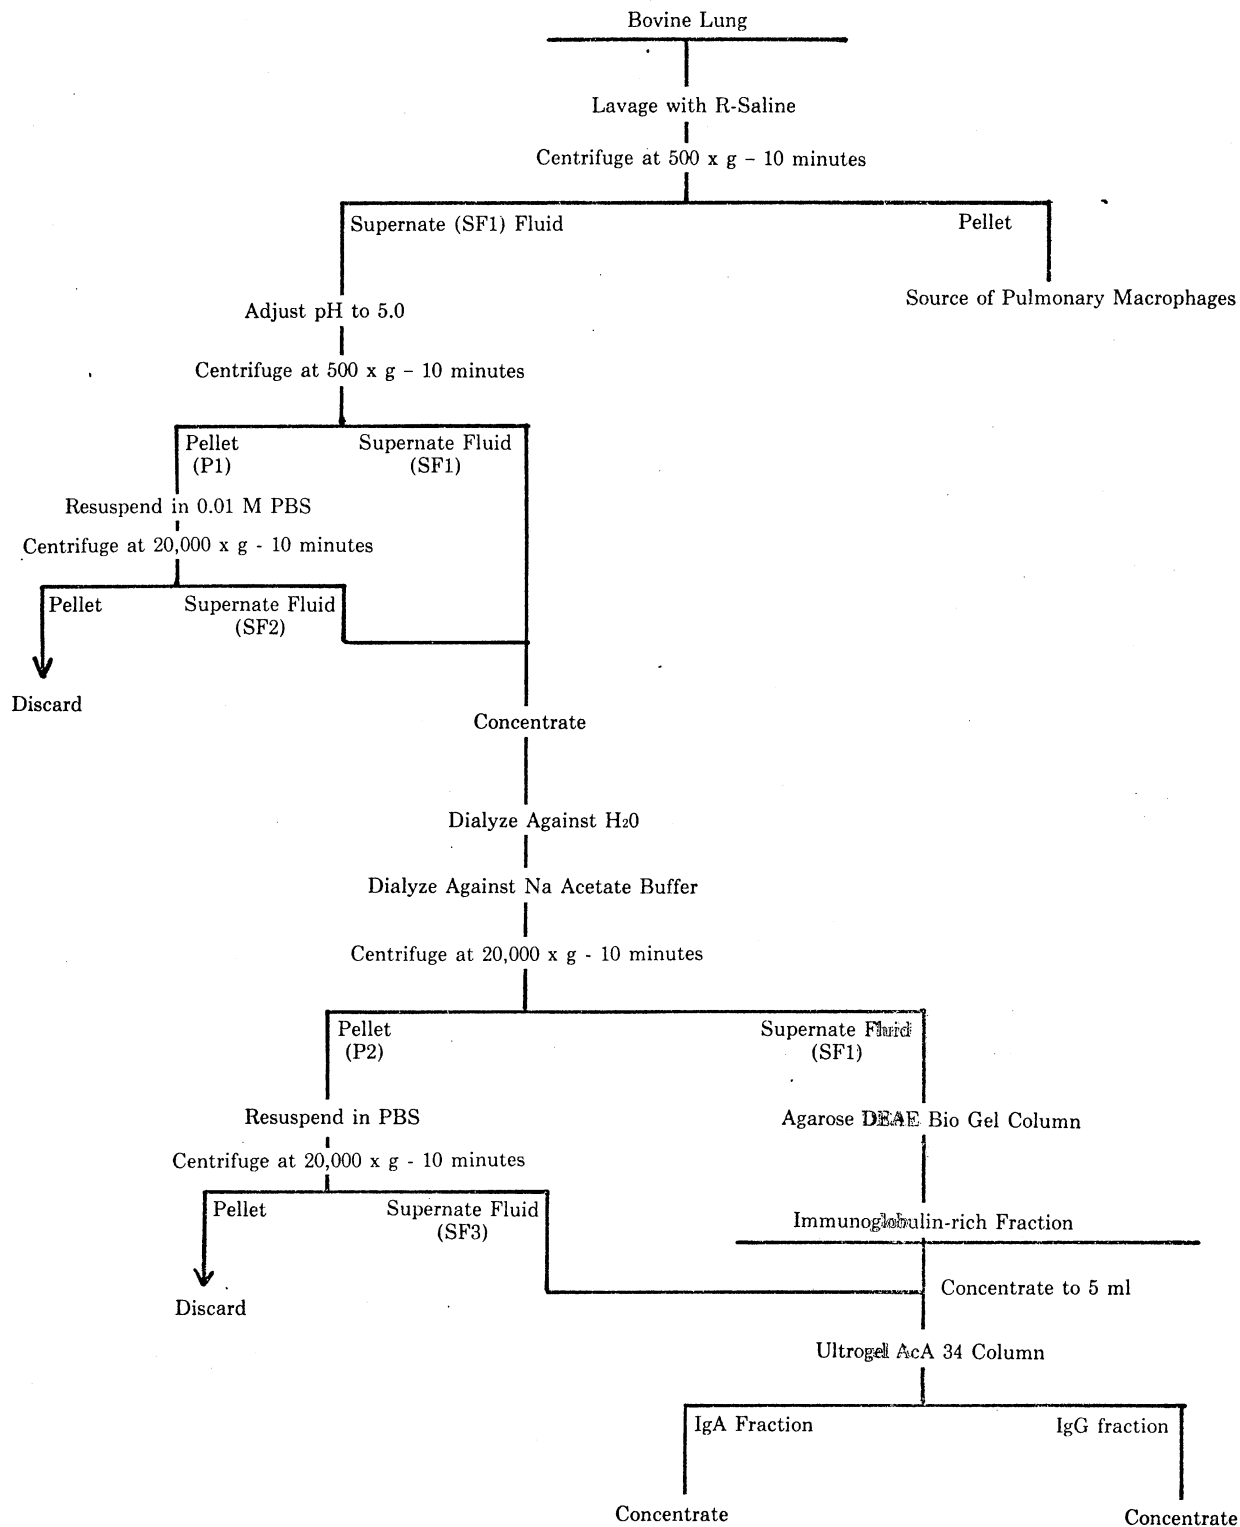 Bovine Lung
Lavage with R-Saline
Centrifuge at 500 x g – 10 minutes
Supernate (SF1) Fluid
Pellet
Source of Pulmonary Macrophages
Adjust pH to 5.0
Centrifuge at 500 x g – 10 minutes
Pellet
(P1)
Supernate Fluid
(SF1)
Resuspend in 0.01 M PBS
Centrifuge at 20,000 x g - 10 minutes
Pellet
Supernate Fluid
(SF2)
Discard
Concentrate
Dialyze Against H₂0
Dialyze Against Na Acetate Buffer
Centrifuge at 20,000 x g - 10 minutes
Pellet
(P2)
Supernate Fluid
(SF1)
Resuspend in PBS
Agarose DEAE Bio Gel Column
Centrifuge at 20,000 x g - 10 minutes
Pellet
Supernate Fluid
(SF3)
Immunoglobulin-rich Fraction
Discard
Concentrate to 5 ml
Ultrogel AcA 34 Column
IgA Fraction
IgG fraction
Concentrate
Concentrate